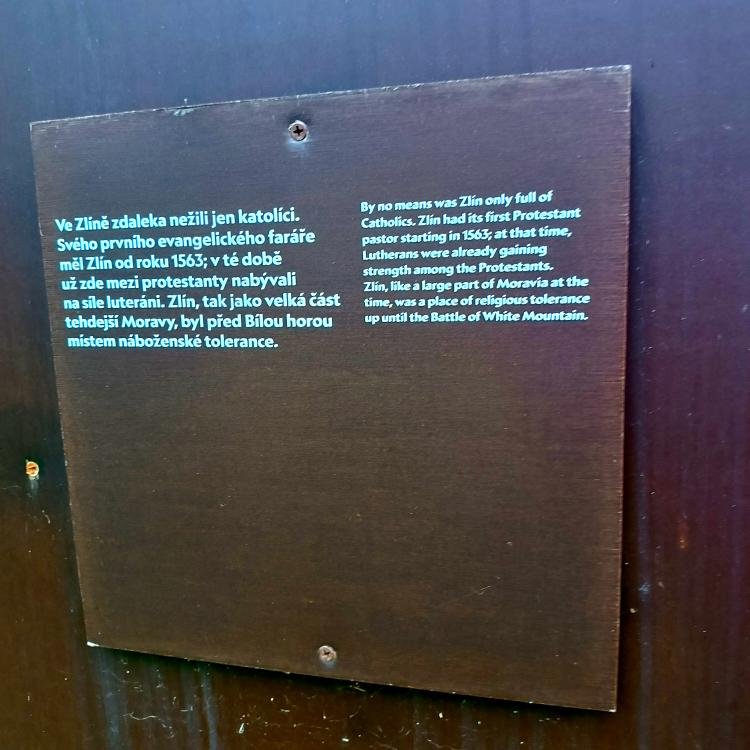 Ve Zlíně zdaleka nežili jen katolíci.
Svého prvního evangelického faráře
měl Zlín od roku 1563; v té době
už zde mezi protestanty nabývali
na síle luteráni. Zlín, tak jako velká část
tehdejší Moravy, byl před Bílou horou
místem náboženské tolerance.
By no means was Zlín only full of
Catholics. Zlín had its first Protestant
pastor starting in 1563; at that time,
Lutherans were already gaining
strength among the Protestants.
Zlín, like a large part of Moravia at the
time, was a place of religious tolerance
up until the Battle of White Mountain.